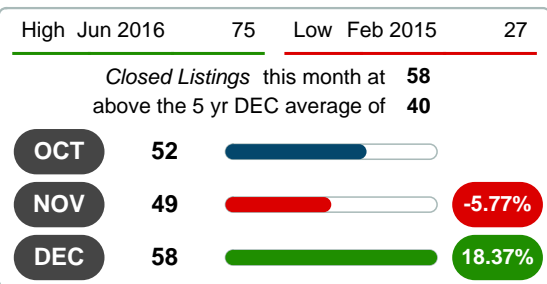 High Jun 2016 75 Low Feb 2015 27
Closed Listings this month at 58
above the 5 yr DEC average of 40
OCT 52
NOV 49 -5.77%
DEC 58 18.37%